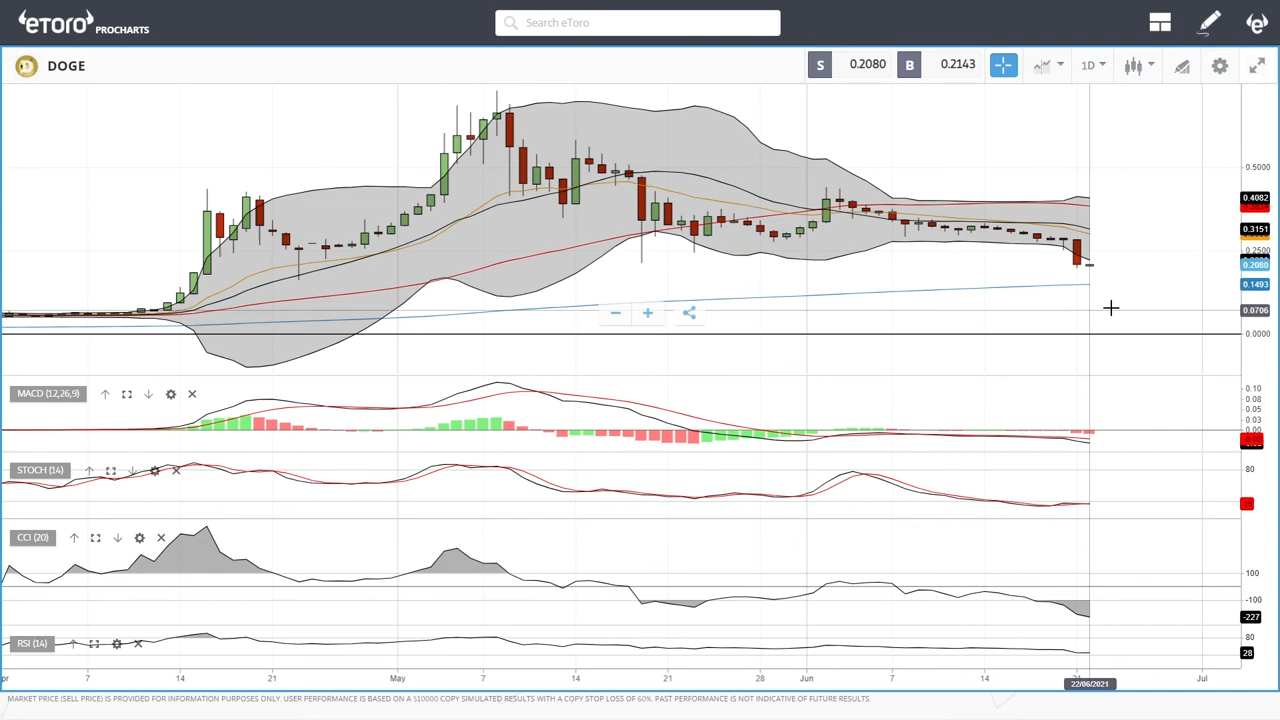 eToro PROCHARTS
Search eToro
DOGE
S 0.2080 B 0.2143
1D
0.5000
0.4082
0.3151
0.2500
0.2080
0.1493
0.0706
0.0000
MACD (12,26,9)
0.10
0.08
0.05
0.03
0.00
STOCH (14)
80
CCI (20)
100
-100
-227
RSI (14)
80
28
7
14
21
May
7
14
21
28
Jun
7
14
Jul
22/06/2021
MARKET PRICE (SELL PRICE) IS PROVIDED FOR INFORMATION PURPOSES ONLY. USER PERFORMANCE IS BASED ON A $10000 COPY SIMULATED RESULTS WITH A COPY STOP LOSS OF 60%. PAST PERFORMANCE IS NOT INDICATIVE OF FUTURE RESULTS.